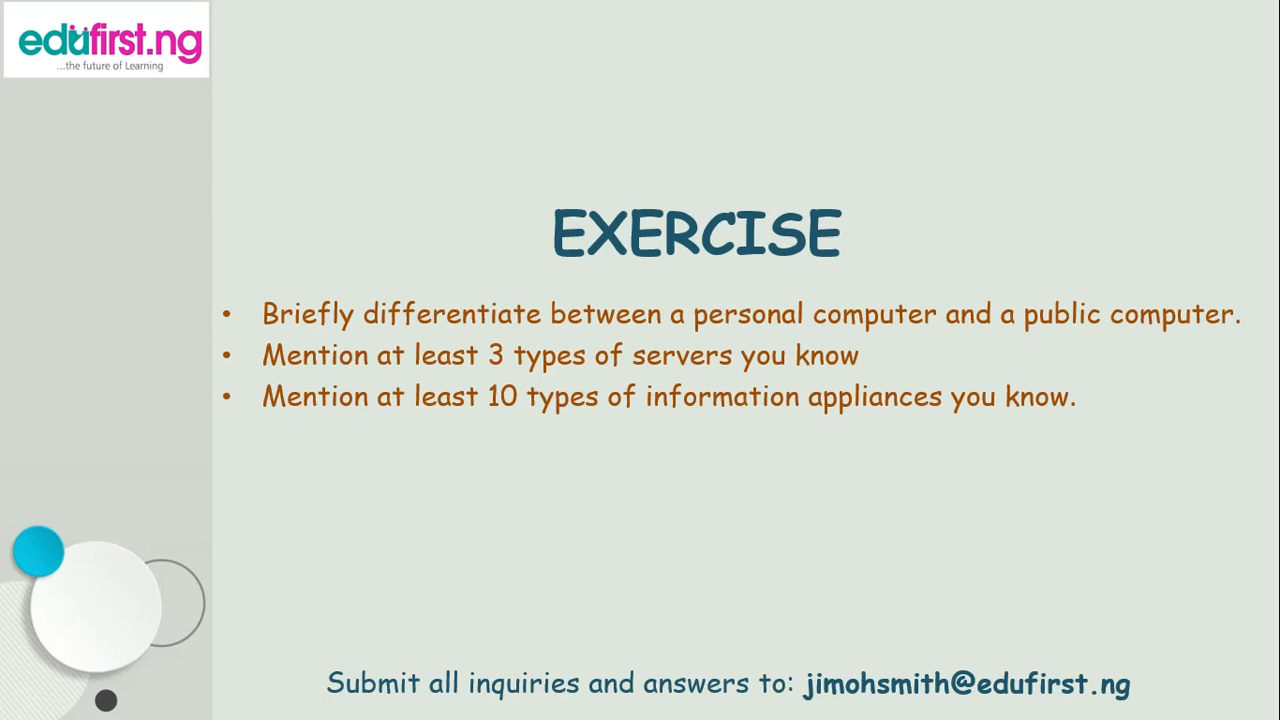 edufirst.ng
...the future of Learning
EXERCISE
• Briefly differentiate between a personal computer and a public computer.
• Mention at least 3 types of servers you know
• Mention at least 10 types of information appliances you know.
Submit all inquiries and answers to: jimohsmith@edufirst.ng